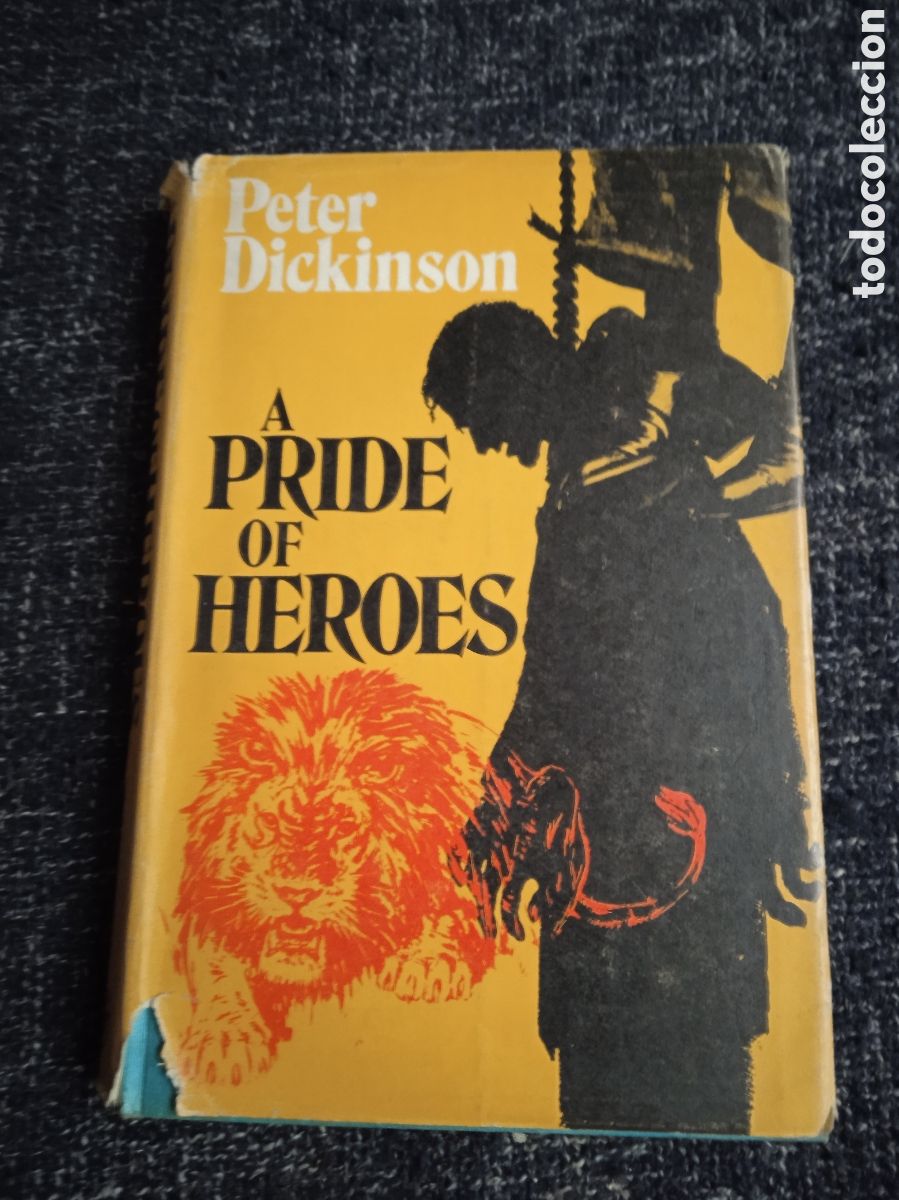 Peter
Dickinson
A
PRIDE
OF
HEROES
todocoleccion